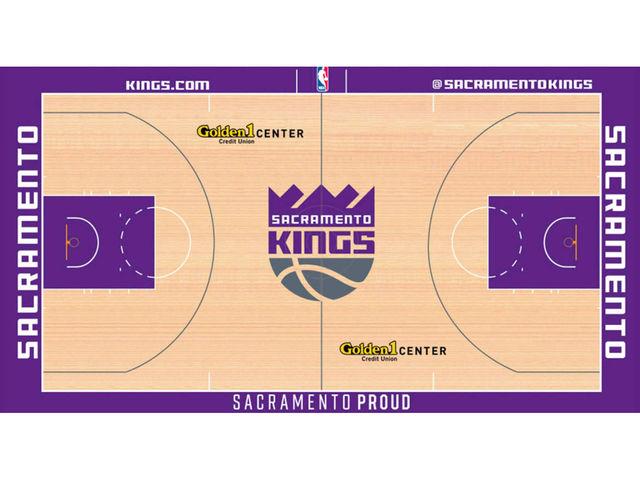 KINGS.COM
@SACRAMENTOKINGS
Golden1 CENTER
Credit Union
SACRAMENTO
SACRAMENTO
SACRAMENTO
KINGS
Golden1 CENTER
Credit Union
SACRAMENTO PROUD